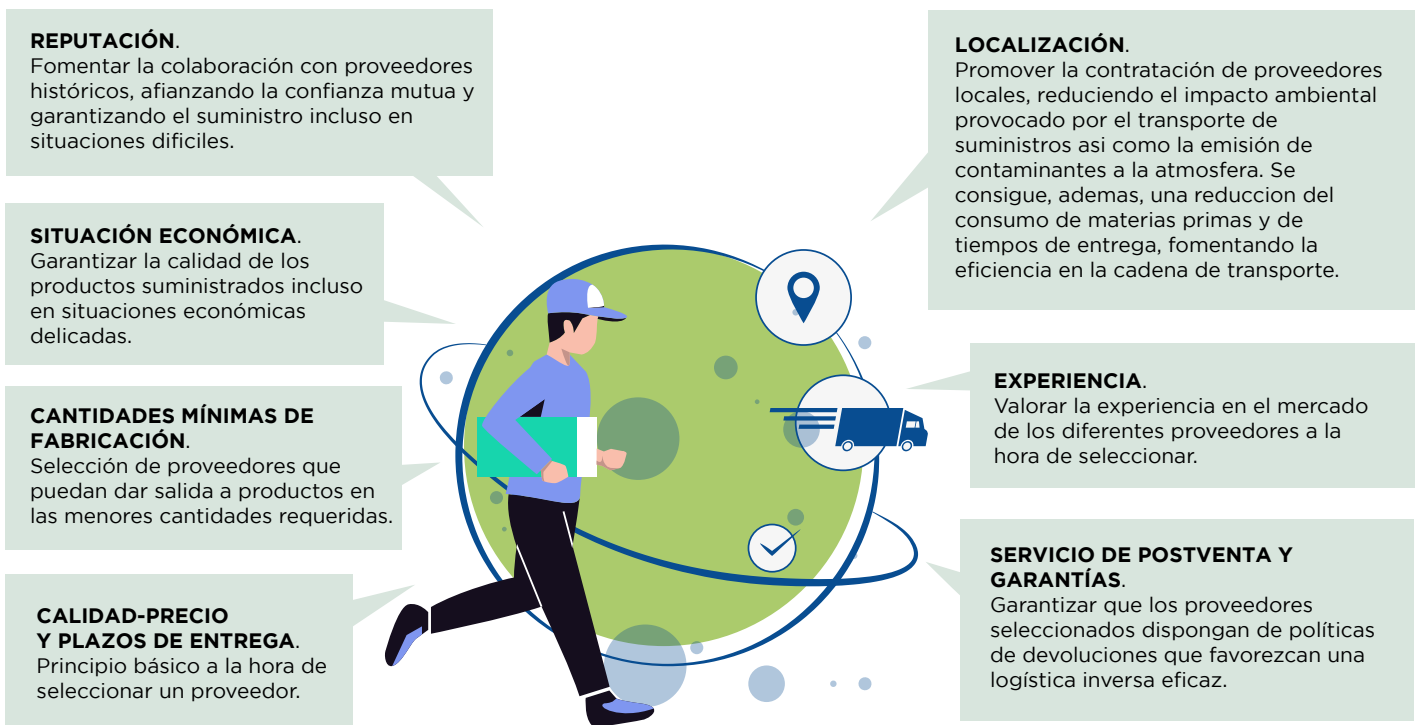 REPUTACIÓN.
Fomentar la colaboración con proveedores
históricos, afianzando la confianza mutua y
garantizando el suministro incluso en
situaciones dificiles.
SITUACIÓN ECONÓMICA.
Garantizar la calidad de los
productos suministrados incluso
en situaciones económicas
delicadas.
CANTIDADES MÍNIMAS DE
FABRICACIÓN.
Selección de proveedores que
puedan dar salida a productos en
las menores cantidades requeridas.
CALIDAD-PRECIO
Y PLAZOS DE ENTREGA.
Principio básico a la hora de
seleccionar un proveedor.
LOCALIZACIÓN.
Promover la contratación de proveedores
locales, reduciendo el impacto ambiental
provocado por el transporte de
suministros asi como la emisión de
contaminantes a la atmosfera. Se
consigue, ademas, una reduccion del
consumo de materias primas y de
tiempos de entrega, fomentando la
eficiencia en la cadena de transporte.
EXPERIENCIA.
Valorar la experiencia en el mercado
de los diferentes proveedores a la
hora de seleccionar.
SERVICIO DE POSTVENTA Y
GARANTÍAS.
Garantizar que los proveedores
seleccionados dispongan de políticas
de devoluciones que favorezcan una
logística inversa eficaz.